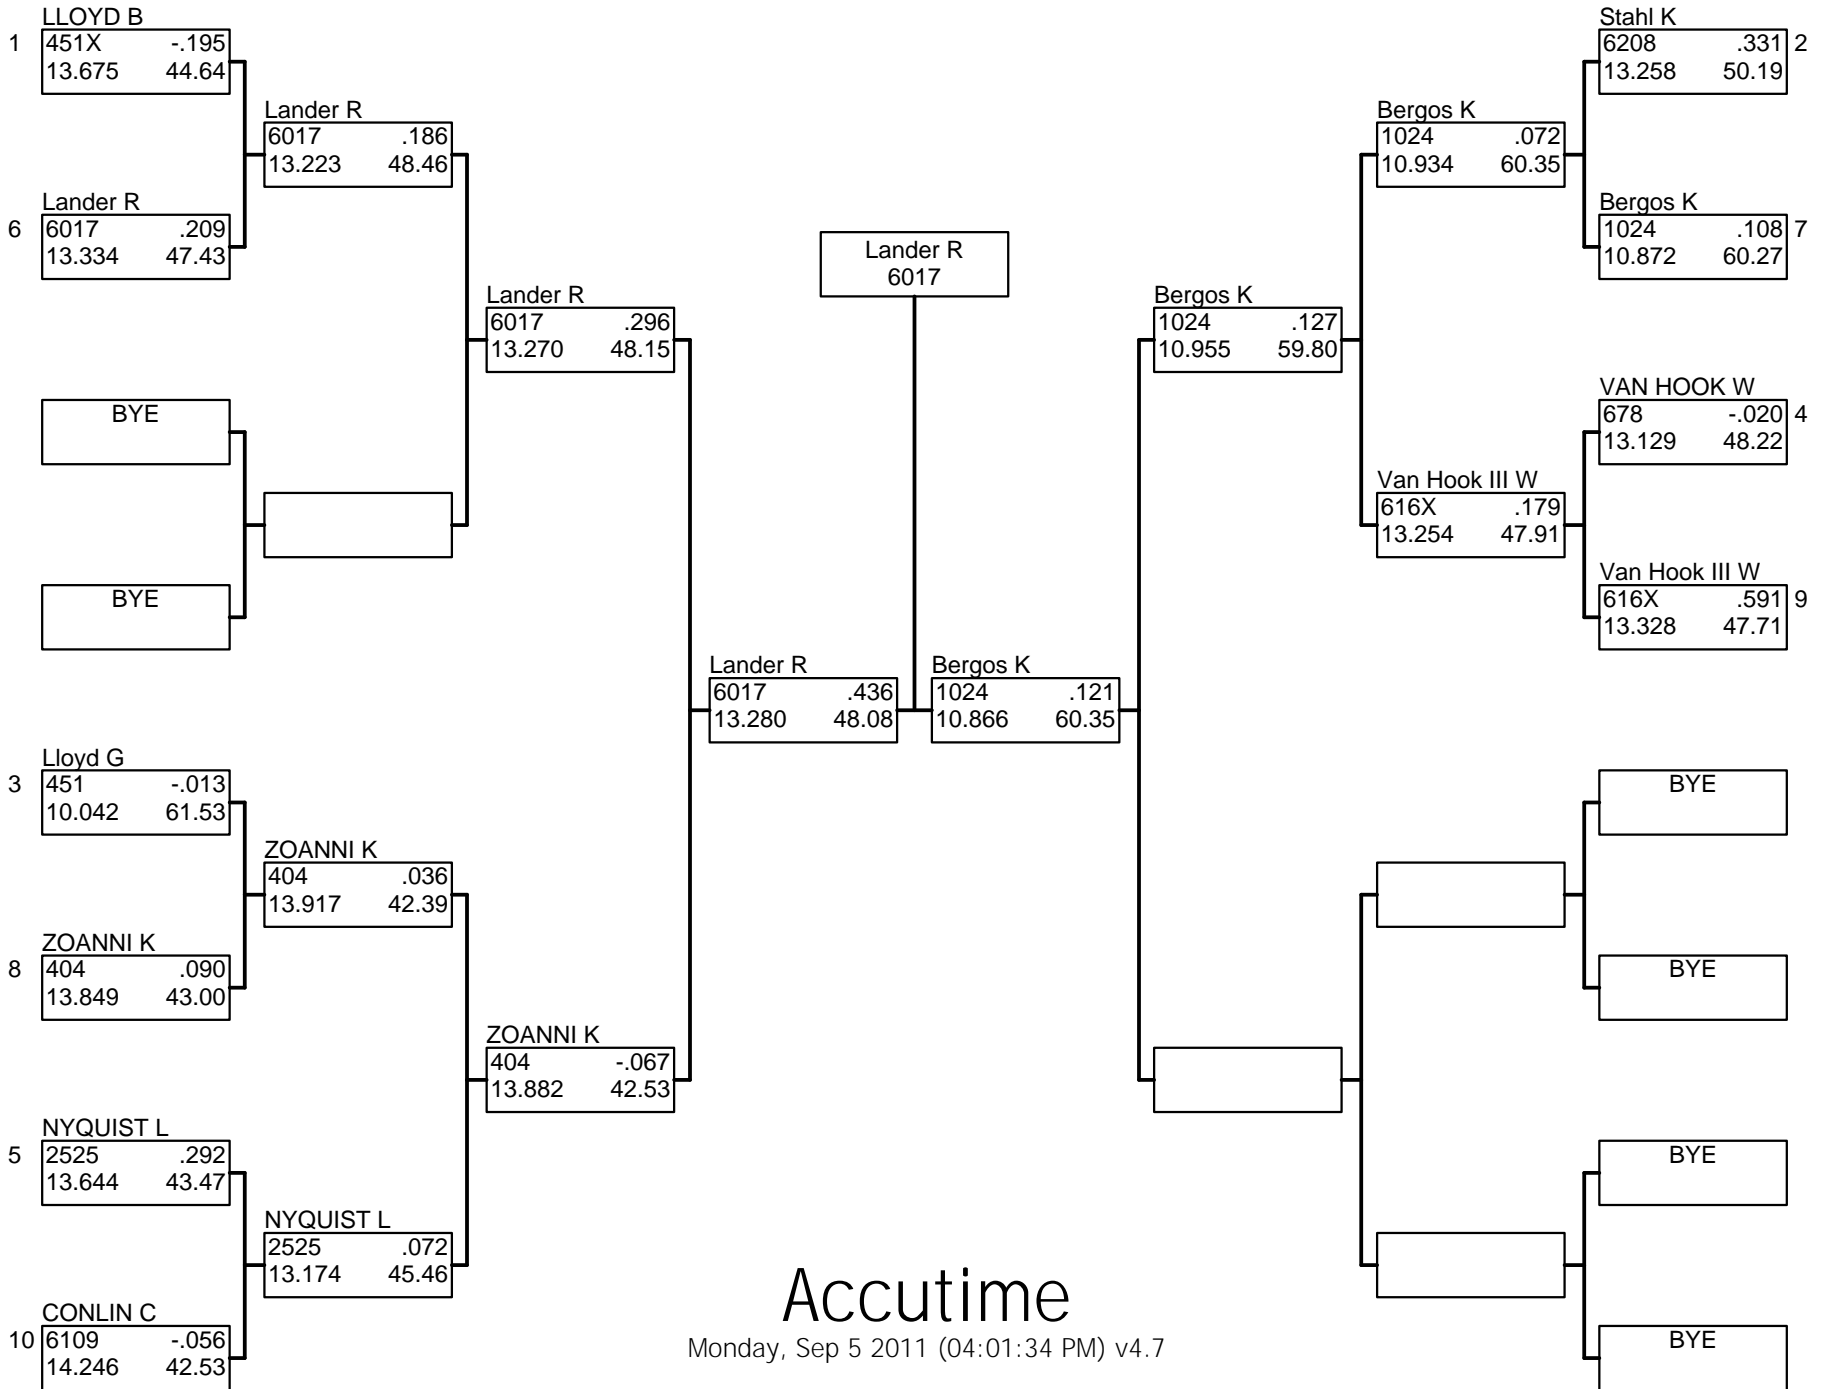 LLOYD B
1 451X -.195
13.675 44.64
Lander R
6017 .186
13.223 48.46
Lander R
6 6017 .209
13.334 47.43
Lander R
6017 .296
13.270 48.15
BYE
BYE
Lander R
6017 .436
13.280 48.08
Lloyd G
3 451 -.013
10.042 61.53
ZOANNI K
404 .036
13.917 42.39
ZOANNI K
8 404 .090
13.849 43.00
ZOANNI K
404 -.067
13.882 42.53
NYQUIST L
5 2525 .292
13.644 43.47
NYQUIST L
2525 .072
13.174 45.46
CONLIN C
10 6109 -.056
14.246 42.53
Lander R
6017
Bergos K
1024 .121
10.866 60.35
Bergos K
1024 .127
10.955 59.80
Stahl K
6208 .331 2
13.258 50.19
Bergos K
1024 .072
10.934 60.35
Bergos K
1024 .108 7
10.872 60.27
VAN HOOK W
678 -.020 4
13.129 48.22
Van Hook III W
616X .179
13.254 47.91
Van Hook III W
616X .591 9
13.328 47.71
BYE
BYE
BYE
BYE
Accutime
Monday, Sep 5 2011 (04:01:34 PM) v4.7